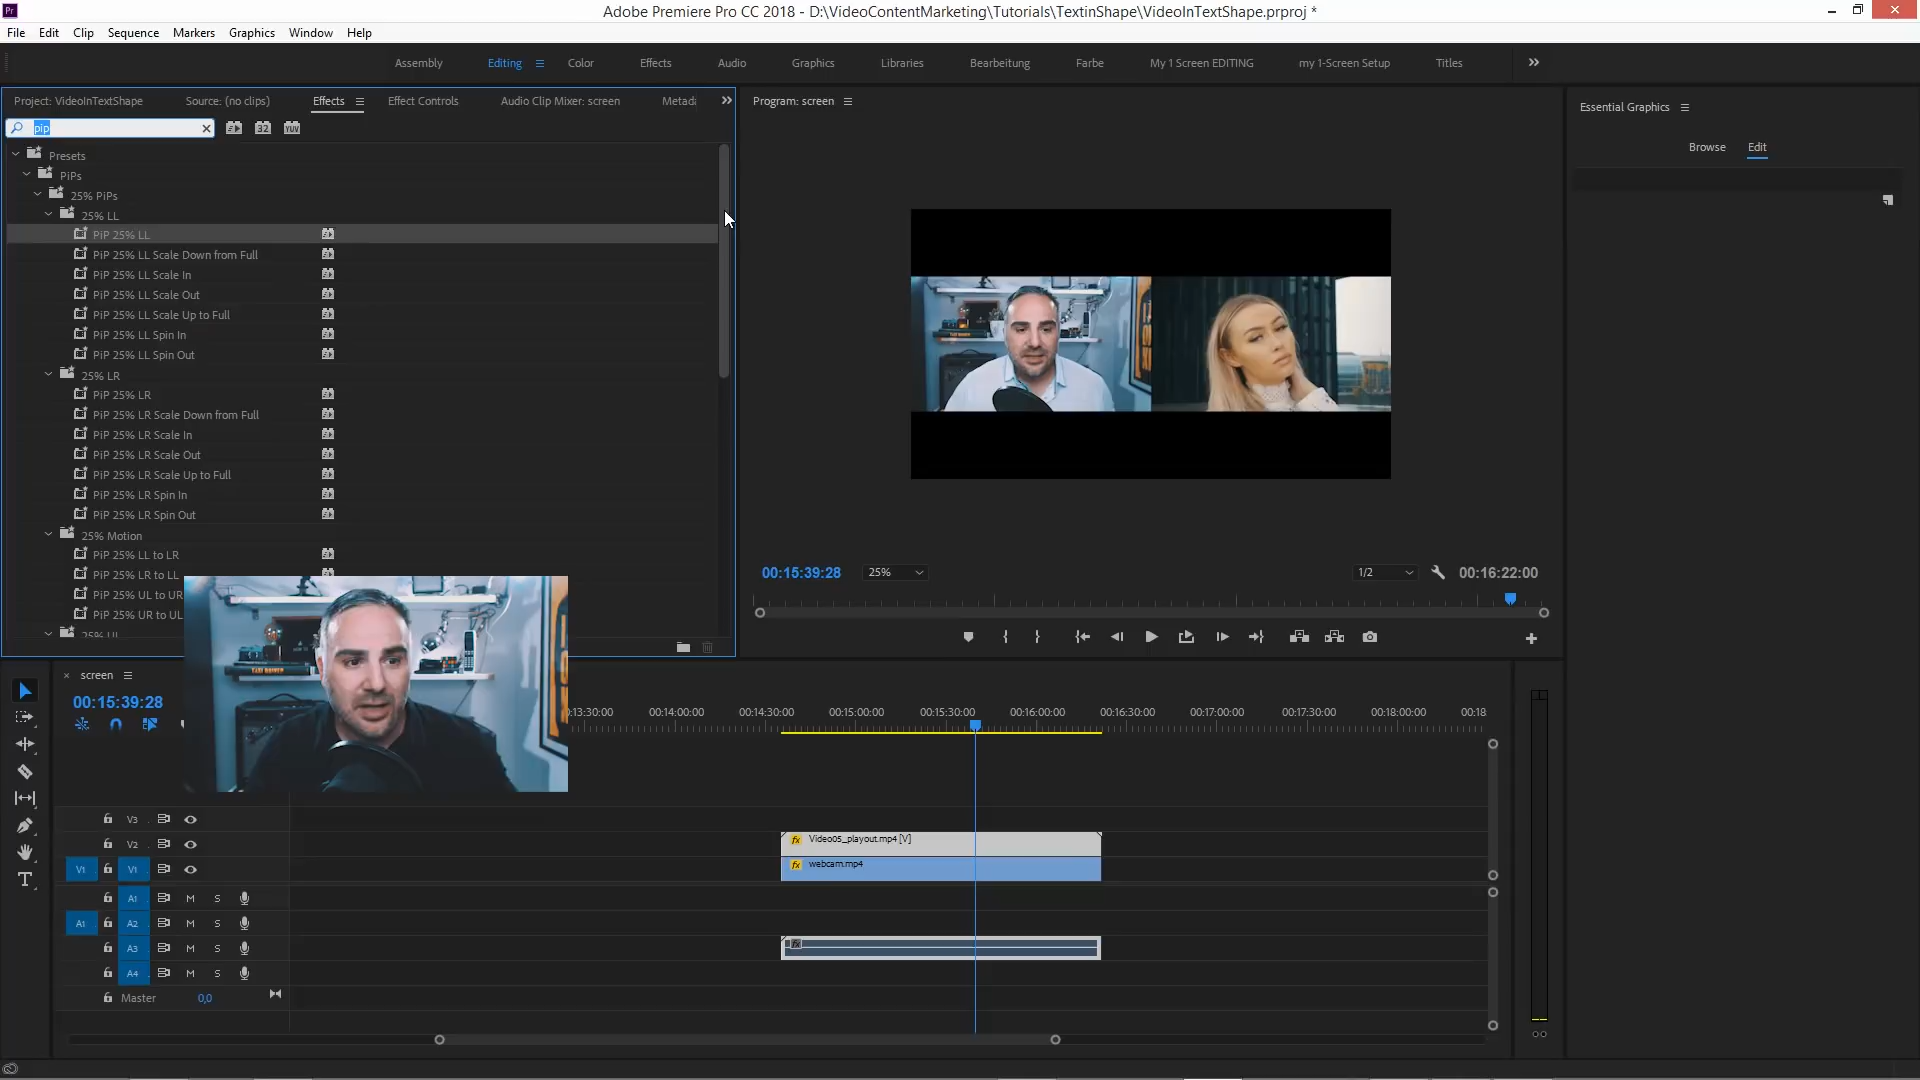 Adobe Premiere Pro CC 2018 - D:\VideoContentMarketing\Tutorials\TextinShape\VideoInTextShape.prproj *
File Edit Clip Sequence Markers Graphics Window Help
Assembly Editing Color Effects Audio Graphics Libraries Bearbeitung Farbe My 1 Screen EDITING my 1-Screen Setup Titles
Project: VideoInTextShape Source: (no clips) Effects Effect Controls Audio Clip Mixer: screen Metad
Program: screen
Essential Graphics
pip
32 YUV
Browse Edit
Presets
PiPs
25% PiPs
25% LL
PiP 25% LL
PiP 25% LL Scale Down from Full
PiP 25% LL Scale In
PiP 25% LL Scale Out
PiP 25% LL Scale Up to Full
PiP 25% LL Spin In
PiP 25% LL Spin Out
25% LR
PiP 25% LR
PiP 25% LR Scale Down from Full
PiP 25% LR Scale In
PiP 25% LR Scale Out
PiP 25% LR Scale Up to Full
PiP 25% LR Spin In
PiP 25% LR Spin Out
25% Motion
PiP 25% LL to LR
PiP 25% LR to LL
PiP 25% UL to UR
PiP 25% UR to UL
25% UL
00:15:39:28 25% 1/2 00:16:22:00
screen
00:15:39:28
0:13:30:00 00:14:00:00 00:14:30:00 00:15:00:00 00:15:30:00 00:16:00:00 00:16:30:00 00:17:00:00 00:17:30:00 00:18:00:00 00:18:
V3
V2 Video05_playout.mp4 [V]
V1 V1 webcam.mp4
A1 M S
A1 A2 M S
A3 M S
A4 M S
Master 0,0